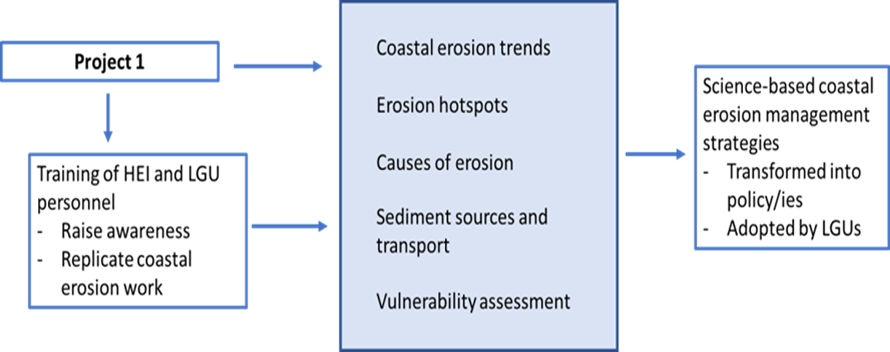 Project 1
Training of HEI and LGU
personnel
- Raise awareness
- Replicate coastal
erosion work
Coastal erosion trends
Erosion hotspots
Causes of erosion
Sediment sources and
transport
Vulnerability assessment
Science-based coastal
erosion management
strategies
- Transformed into
policy/ies
- Adopted by LGUs